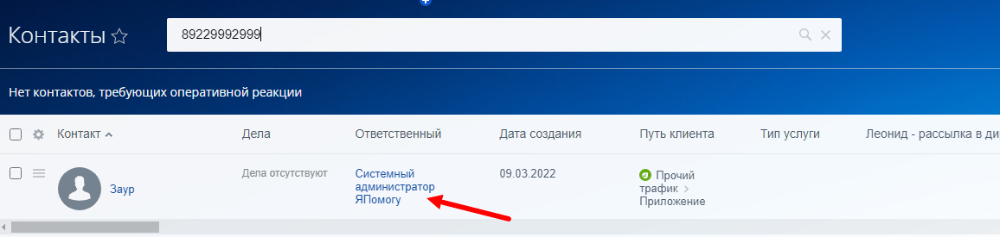 Контакты
89229992999
Нет контактов, требующих оперативной реакции
Контакт Дела Ответственный Дата создания Путь клиента Тип услуги Леонид - рассылка в ди
Заур Дела отсутствуют Системный 09.03.2022 Прочий
администратор трафик
ЯПомогу Приложение